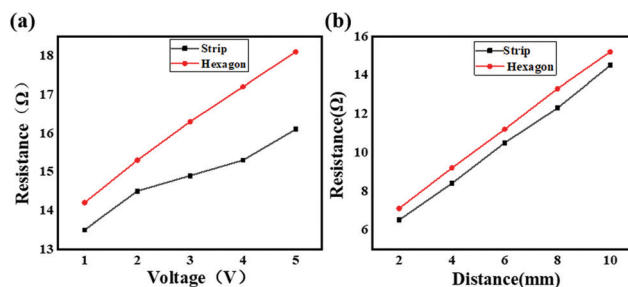 (a)
Strip
Hexagon
18
17
16
15
14
13
Resistance (Ω)
1 2 3 4 5
Voltage (V)
(b)
Strip
Hexagon
16
14
12
10
8
6
Resistance(Ω)
2 4 6 8 10
Distance(mm)